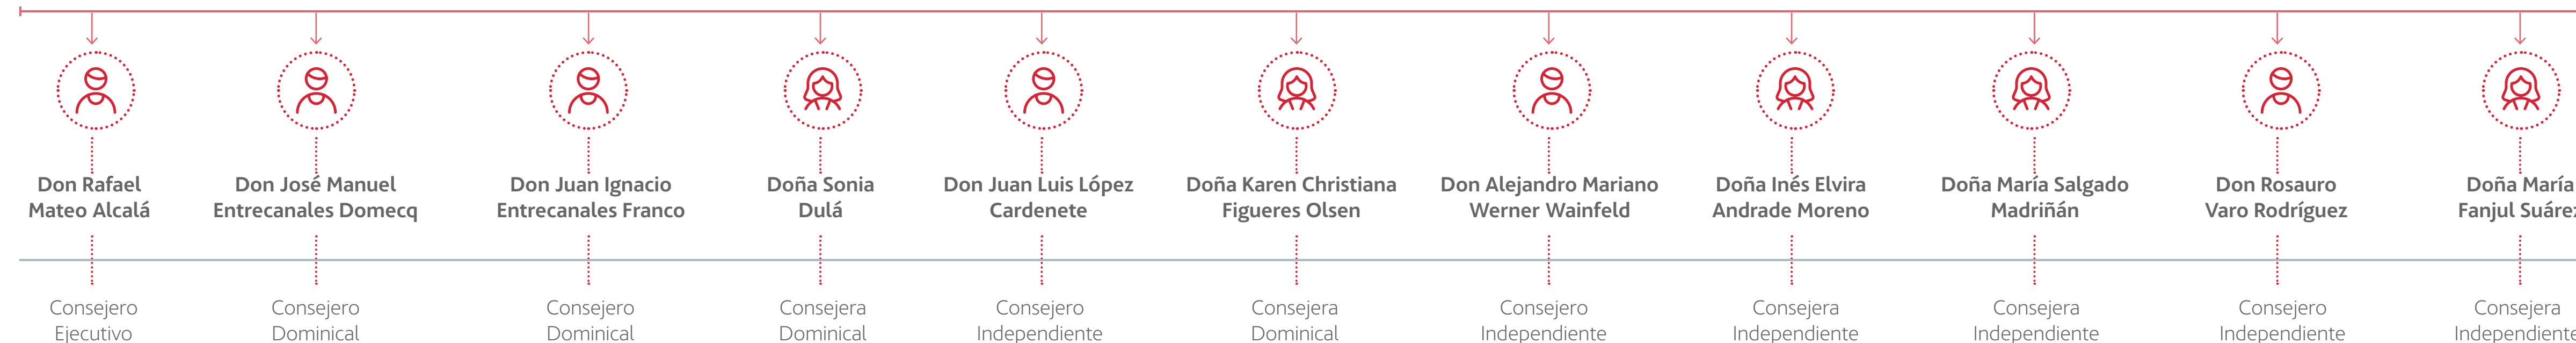 Don Rafael
Mateo Alcalá
Don José Manuel
Entrecanales Domecq
Don Juan Ignacio
Entrecanales Franco
Doña Sonia
Dulá
Don Juan Luis López
Cardenete
Doña Karen Christiana
Figueres Olsen
Don Alejandro Mariano
Werner Wainfeld
Doña Inés Elvira
Andrade Moreno
Doña María Salgado
Madriñán
Don Rosauro
Varo Rodríguez
Doña María
Fanjul Suárez
Consejero
Ejecutivo
Consejero
Dominical
Consejero
Dominical
Consejera
Dominical
Consejero
Independiente
Consejera
Dominical
Consejero
Independiente
Consejera
Independiente
Consejera
Independiente
Consejero
Independiente
Consejera
Independiente